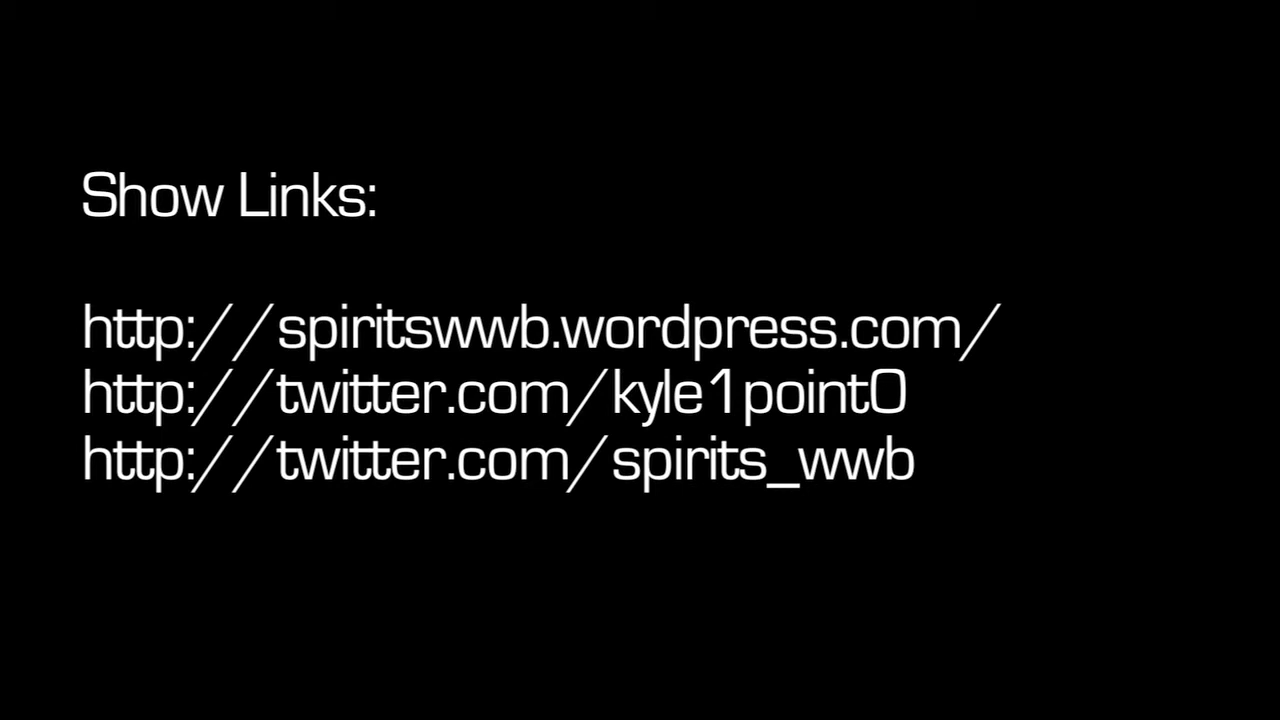 Show Links:
http://spiritswwb.wordpress.com/
http://twitter.com/kyle1point0
http://twitter.com/spirits_wwb